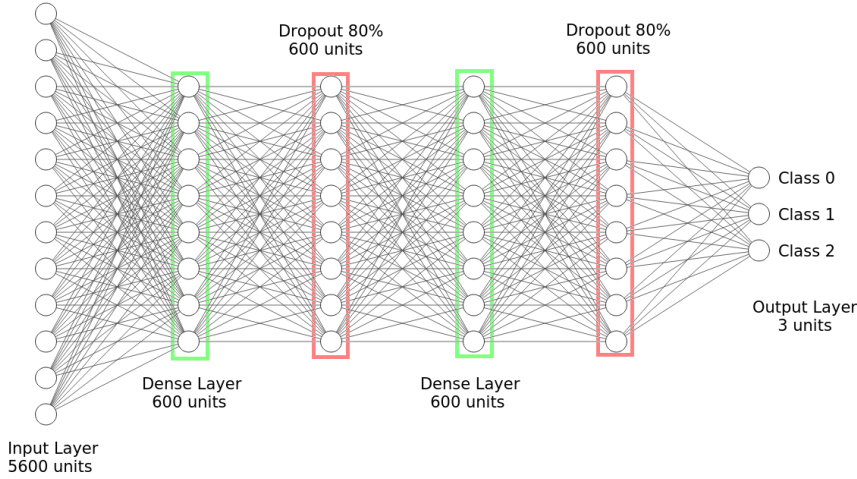 Dropout 80%
600 units
Dropout 80%
600 units
Class 0
Class 1
Class 2
Output Layer
3 units
Dense Layer
600 units
Dense Layer
600 units
Input Layer
5600 units